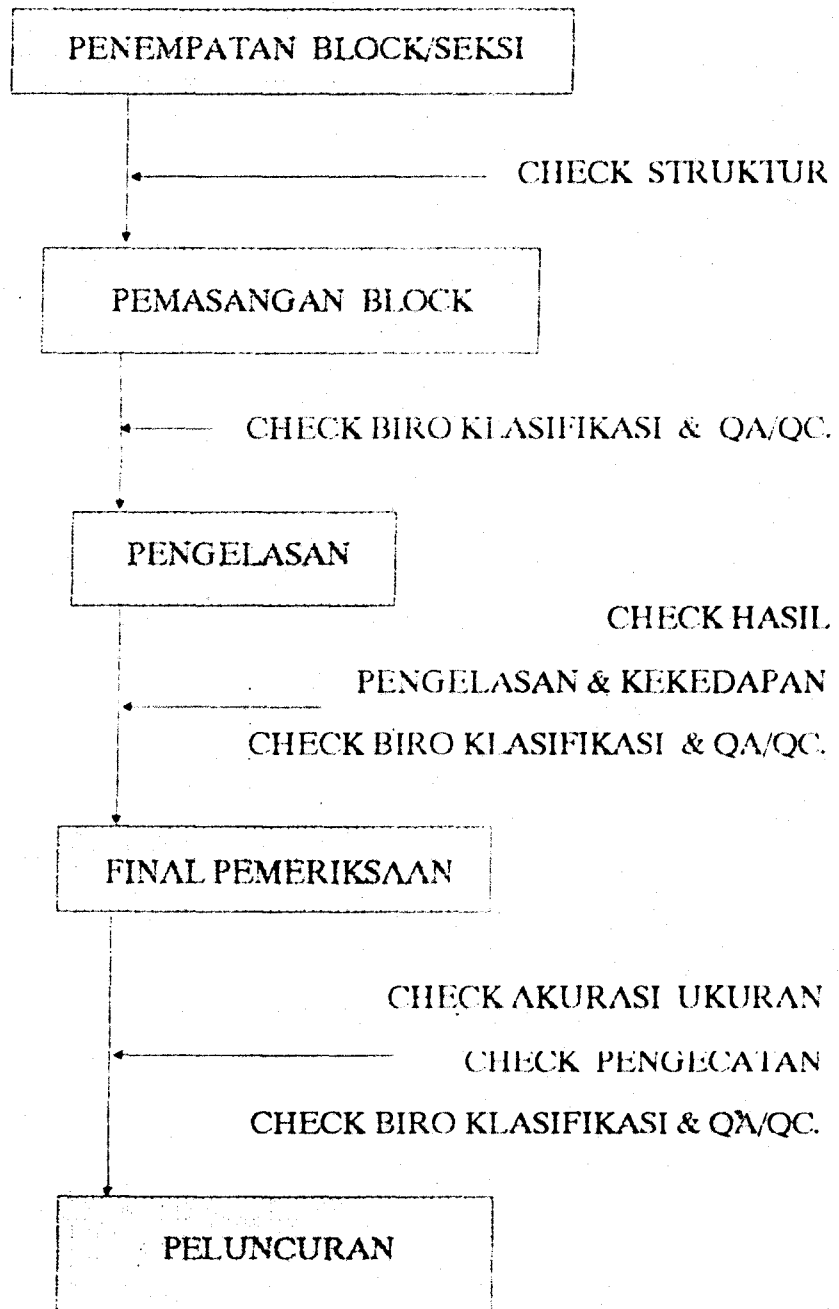 PENEMPATAN BLOCK/SEKSI
CHECK STRUKTUR
PEMASANGAN BLOCK
CHECK BIRO KLASIFIKASI & QA/QC.
PENGELASAN
CHECK HASIL
PENGELASAN & KEKEDAPAN
CHECK BIRO KLASIFIKASI & QA/QC.
FINAL PEMERIKSAAN
CHECK AKURASI UKURAN
CHECK PENGECATAN
CHECK BIRO KLASIFIKASI & QA/QC.
PELUNCURAN